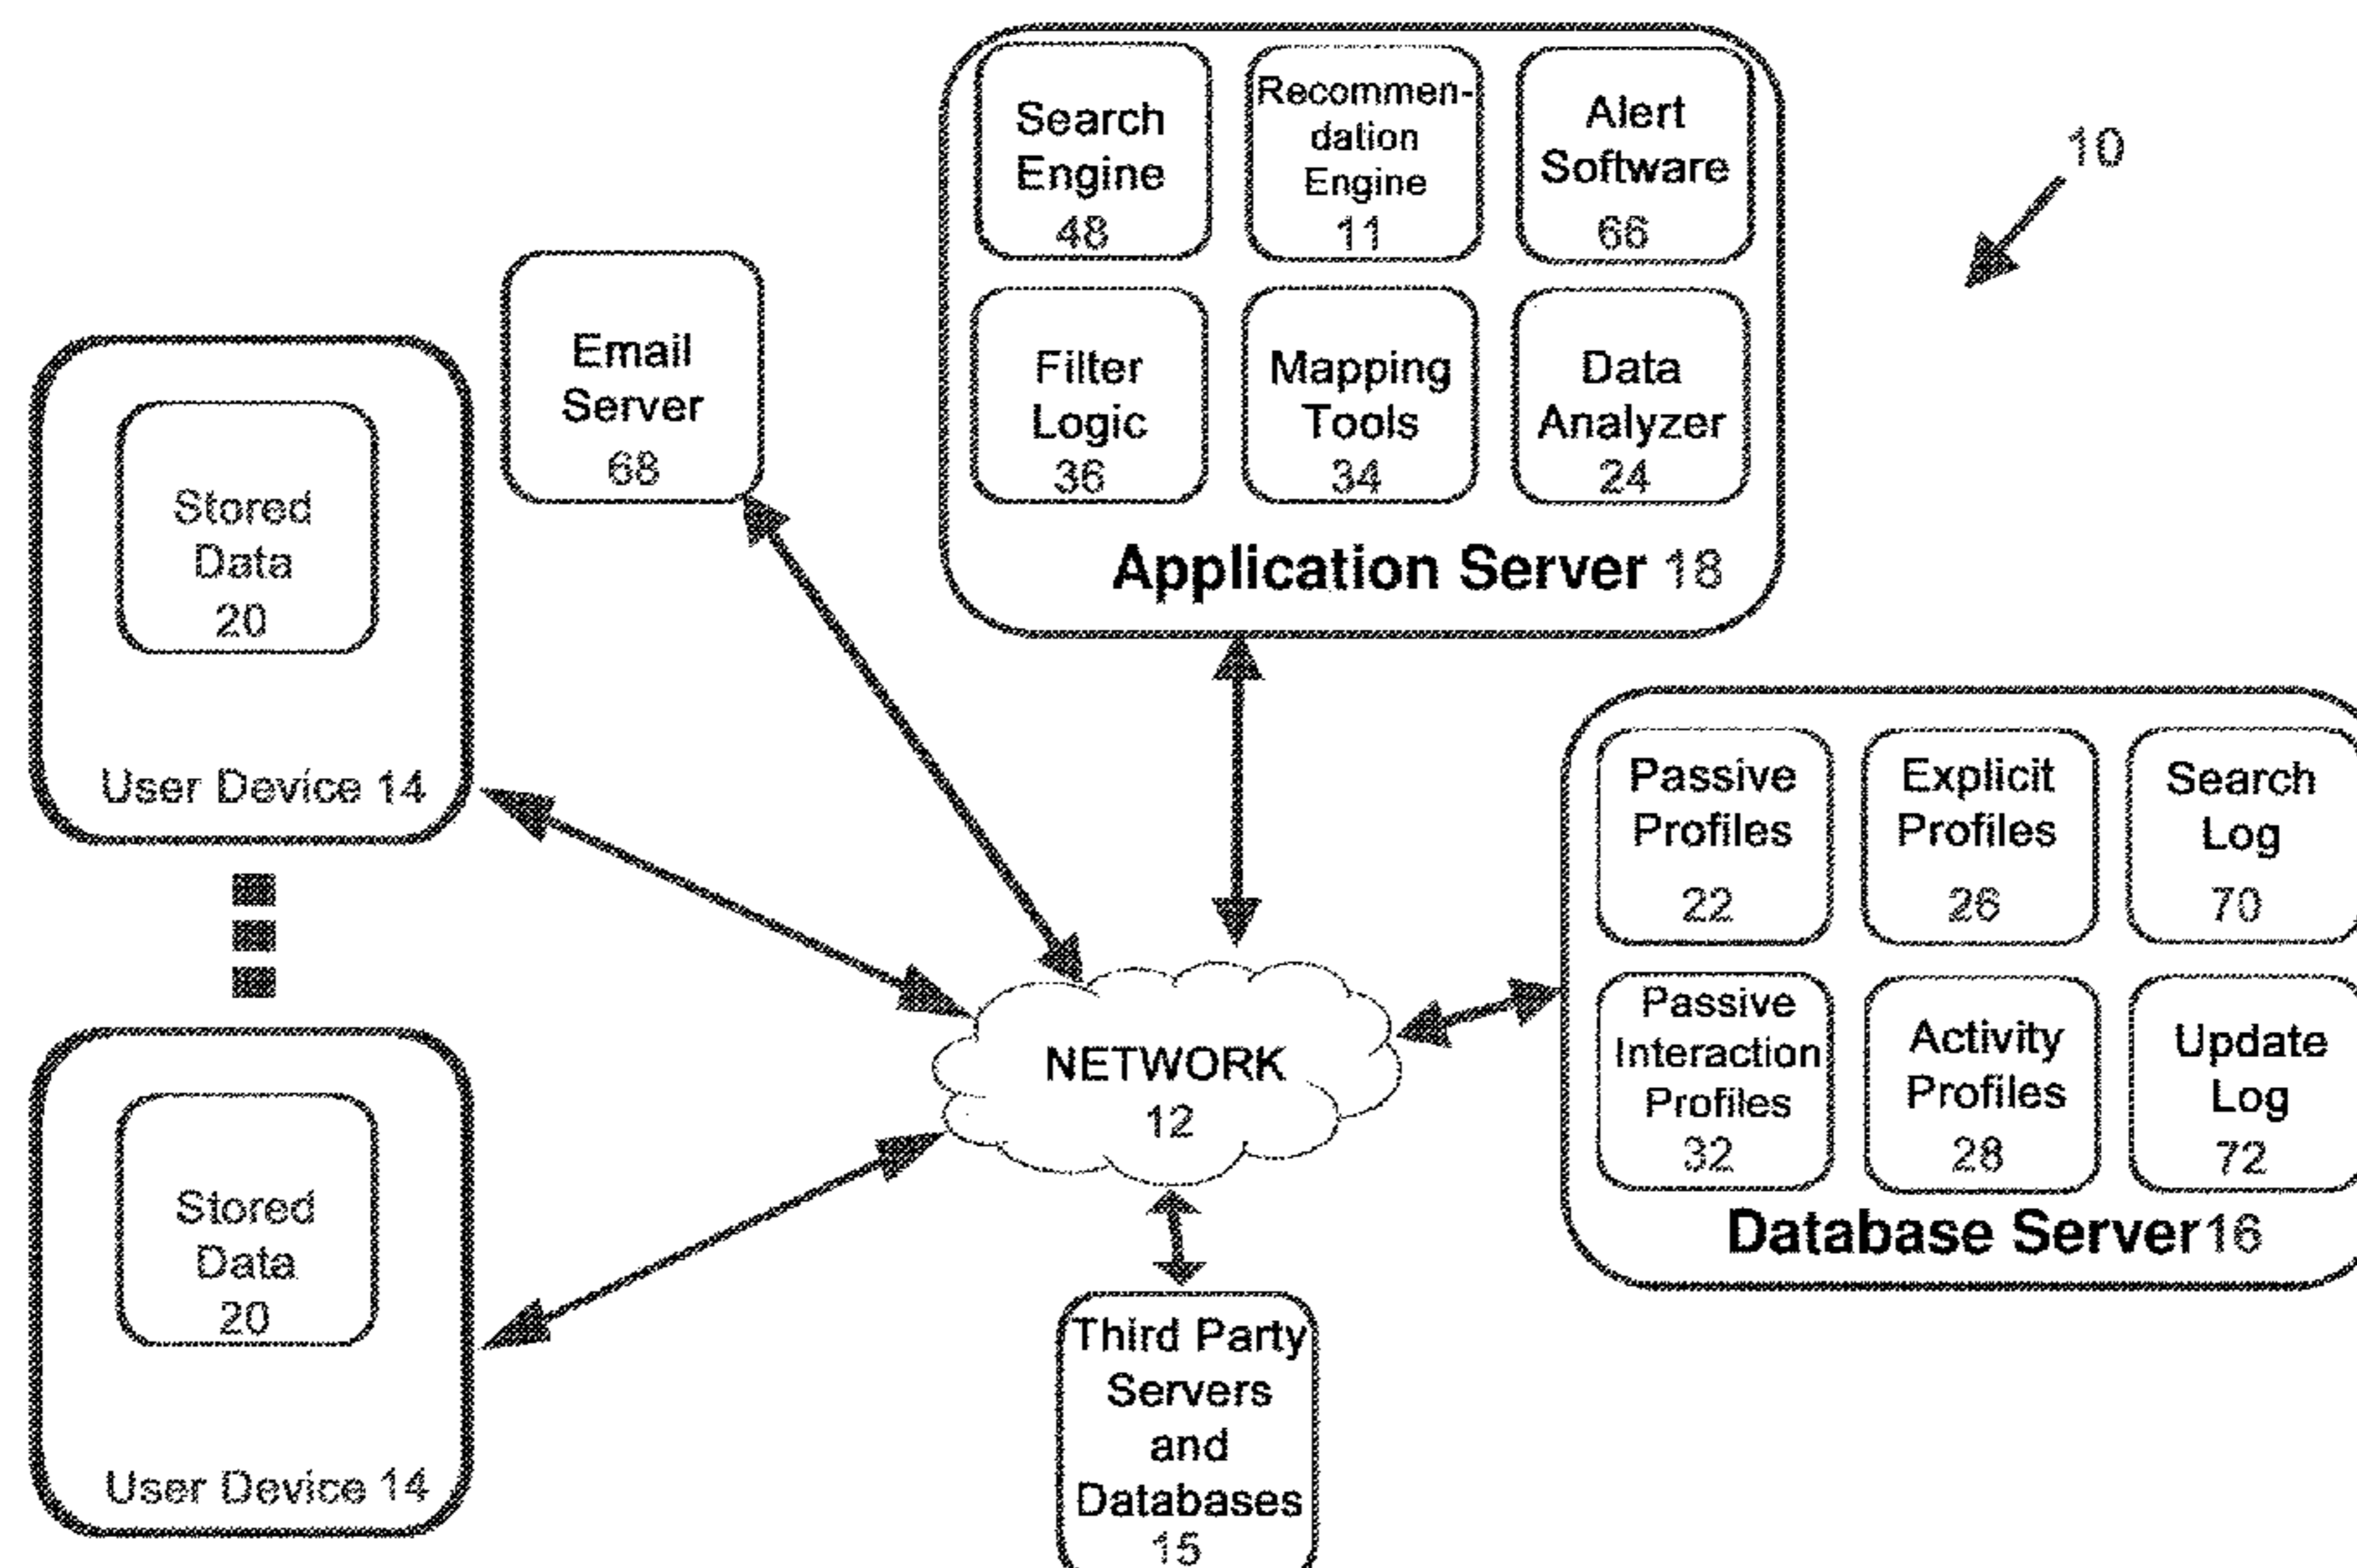 Search
Engine
48
Recommen-
dation
Engine
11
Alert
Software
66
Filter
Logic
36
Mapping
Tools
34
Data
Analyzer
24
Application Server 18
10
Email
Server
68
Stored
Data
20
User Device 14
Stored
Data
20
User Device 14
NETWORK
12
Passive
Profiles
22
Explicit
Profiles
26
Search
Log
70
Passive
Interaction
Profiles
32
Activity
Profiles
28
Update
Log
72
Database Server16
Third Party
Servers
and
Databases
15